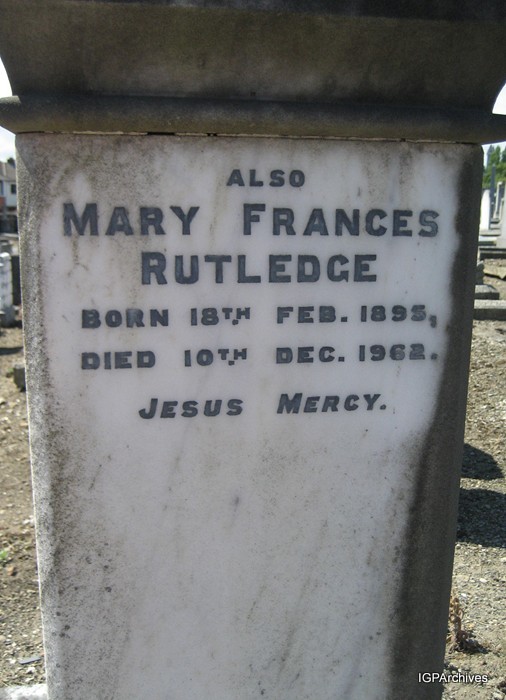 ALSO
MARY FRANCES
RUTLEDGE
BORN 18TH FEB. 1895,
DIED 10TH DEC. 1962.
JESUS MERCY.
IGPArchives